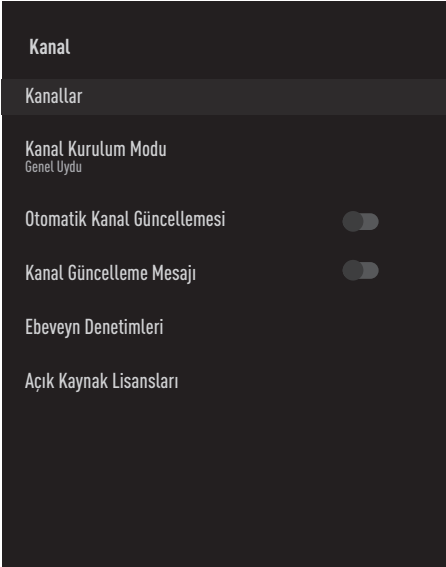 Kanal
Kanallar
Kanal Kurulum Modu
Genel Uydu
Otomatik Kanal Güncellemesi
Kanal Güncelleme Mesajı
Ebeveyn Denetimleri
Açık Kaynak Lisansları